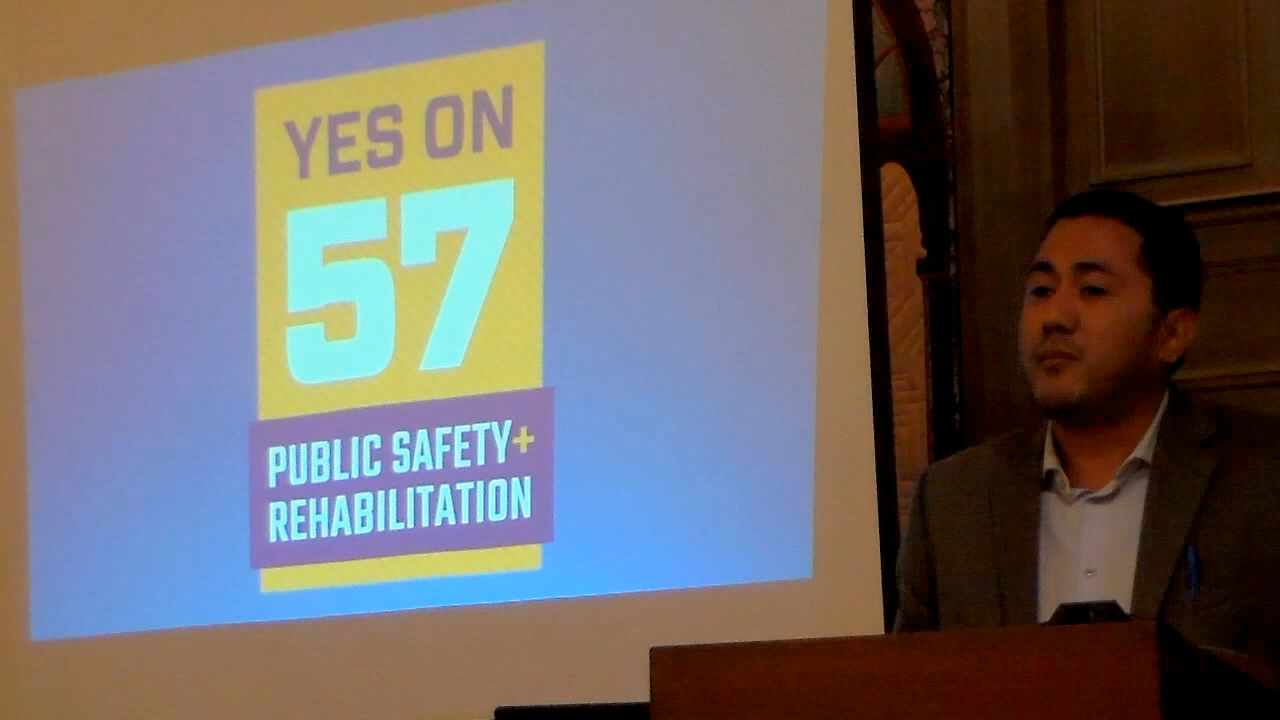 YES ON
57
PUBLIC SAFETY+
REHABILITATION